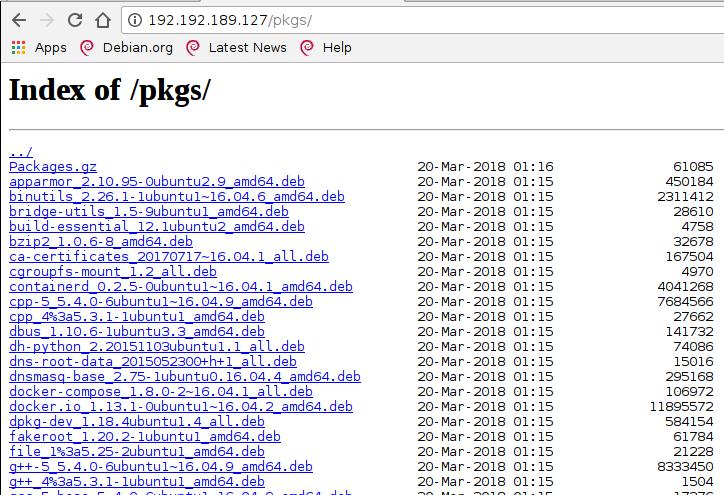 192.192.189.127/pkgs/
Apps Debian.org Latest News Help
Index of /pkgs/
../
Packages.gz 20-Mar-2018 01:16 61085
apparmor_2.10.95-0ubuntu2.9_amd64.deb 20-Mar-2018 01:15 450184
binutils_2.26.1-1ubuntu1~16.04.6_amd64.deb 20-Mar-2018 01:15 2311412
bridge-utils_1.5-9ubuntu1_amd64.deb 20-Mar-2018 01:15 28610
build-essential_12.1ubuntu2_amd64.deb 20-Mar-2018 01:15 4758
bzip2_1.0.6-8_amd64.deb 20-Mar-2018 01:15 32678
ca-certificates_20170717~16.04.1_all.deb 20-Mar-2018 01:15 167504
cgroupfs-mount_1.2_all.deb 20-Mar-2018 01:15 4970
containerd_0.2.5-0ubuntu1~16.04.1_amd64.deb 20-Mar-2018 01:15 4041268
cpp-5_5.4.0-6ubuntu1~16.04.9_amd64.deb 20-Mar-2018 01:15 7684566
cpp_4%3a5.3.1-1ubuntu1_amd64.deb 20-Mar-2018 01:15 27662
dbus_1.10.6-1ubuntu3.3_amd64.deb 20-Mar-2018 01:15 141732
dh-python_2.20151103ubuntu1.1_all.deb 20-Mar-2018 01:15 74086
dns-root-data_2015052300+h+1_all.deb 20-Mar-2018 01:15 15016
dnsmasq-base_2.75-1ubuntu0.16.04.4_amd64.deb 20-Mar-2018 01:15 295168
docker-compose_1.8.0-2~16.04.1_all.deb 20-Mar-2018 01:15 106972
docker.io_1.13.1-0ubuntu1~16.04.2_amd64.deb 20-Mar-2018 01:15 11895572
dpkg-dev_1.18.4ubuntu1.4_all.deb 20-Mar-2018 01:15 584154
fakeroot_1.20.2-1ubuntu1_amd64.deb 20-Mar-2018 01:15 61784
file_1%3a5.25-2ubuntu1_amd64.deb 20-Mar-2018 01:15 21228
g++-5_5.4.0-6ubuntu1~16.04.9_amd64.deb 20-Mar-2018 01:15 8333450
g++_4%3a5.3.1-1ubuntu1_amd64.deb 20-Mar-2018 01:15 1504